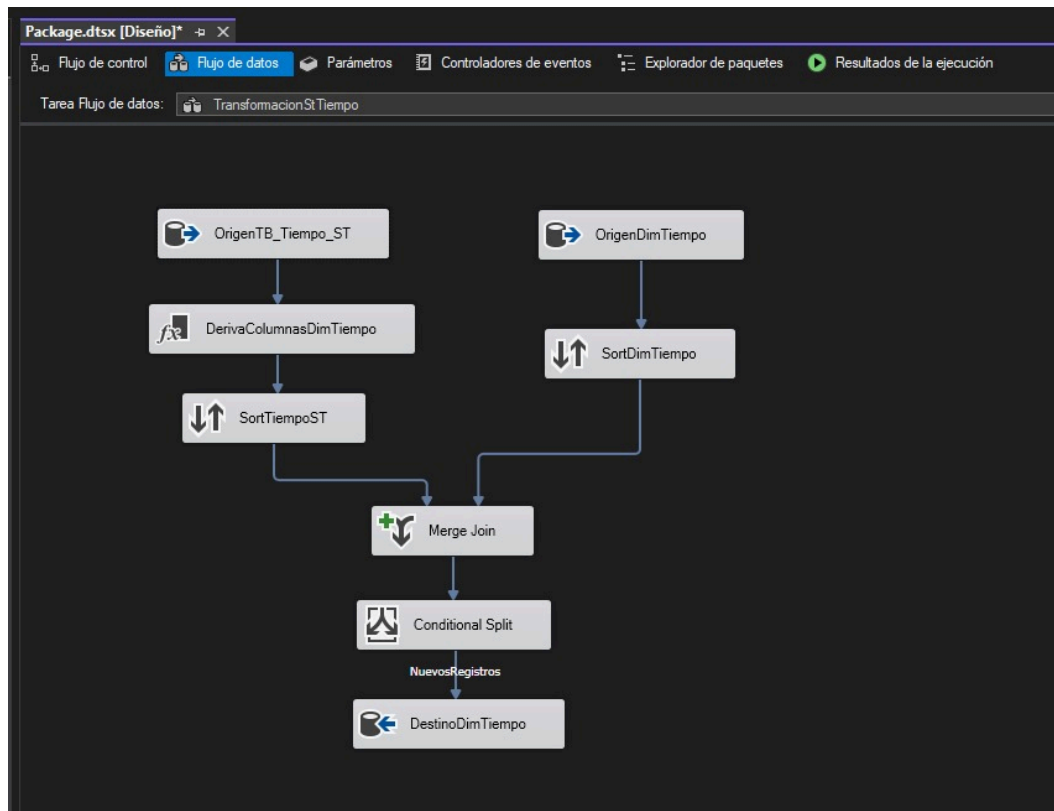 Package.dtsx [Diseño]*
Flujo de control Flujo de datos Parámetros Controladores de eventos Explorador de paquetes Resultados de la ejecución
Tarea Flujo de datos: TransformacionStTiempo
OrigenTB_Tiempo_ST
OrigenDimTiempo
DerivaColumnasDimTiempo
SortDimTiempo
SortTiempoST
Merge Join
Conditional Split
NuevosRegistros
DestinoDimTiempo